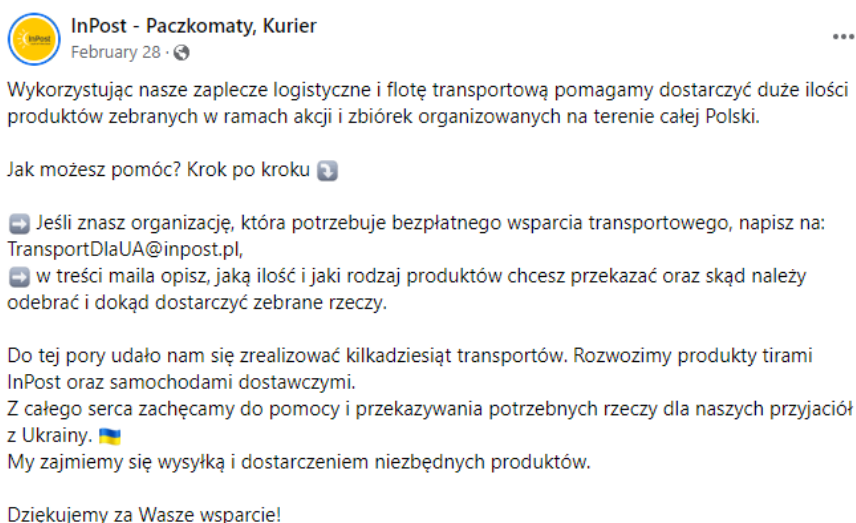 InPost
InPost - Paczkomaty, Kurier
February 28 ·
Wykorzystując nasze zaplecze logistyczne i flotę transportową pomagamy dostarczyć duże ilości
produktów zebranych w ramach akcji i zbiórek organizowanych na terenie całej Polski.
Jak możesz pomóc? Krok po kroku ⤵️
➡️ Jeśli znasz organizację, która potrzebuje bezpłatnego wsparcia transportowego, napisz na:
TransportDlaUA@inpost.pl,
➡️ w treści maila opisz, jaką ilość i jaki rodzaj produktów chcesz przekazać oraz skąd należy
odebrać i dokąd dostarczyć zebrane rzeczy.
Do tej pory udało nam się zrealizować kilkadziesiąt transportów. Rozwozimy produkty tirami
InPost oraz samochodami dostawczymi.
Z całego serca zachęcamy do pomocy i przekazywania potrzebnych rzeczy dla naszych przyjaciół
z Ukrainy. 🇺🇦
My zajmiemy się wysyłką i dostarczeniem niezbędnych produktów.
Dziękujemy za Wasze wsparcie!